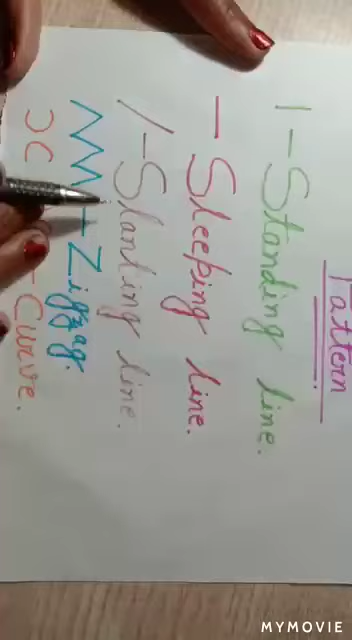 Pattern
| - Standing line.
— - Sleeping line.
/ - Slanting line.
- Zigzag.
- Curve.
MYMOVIE